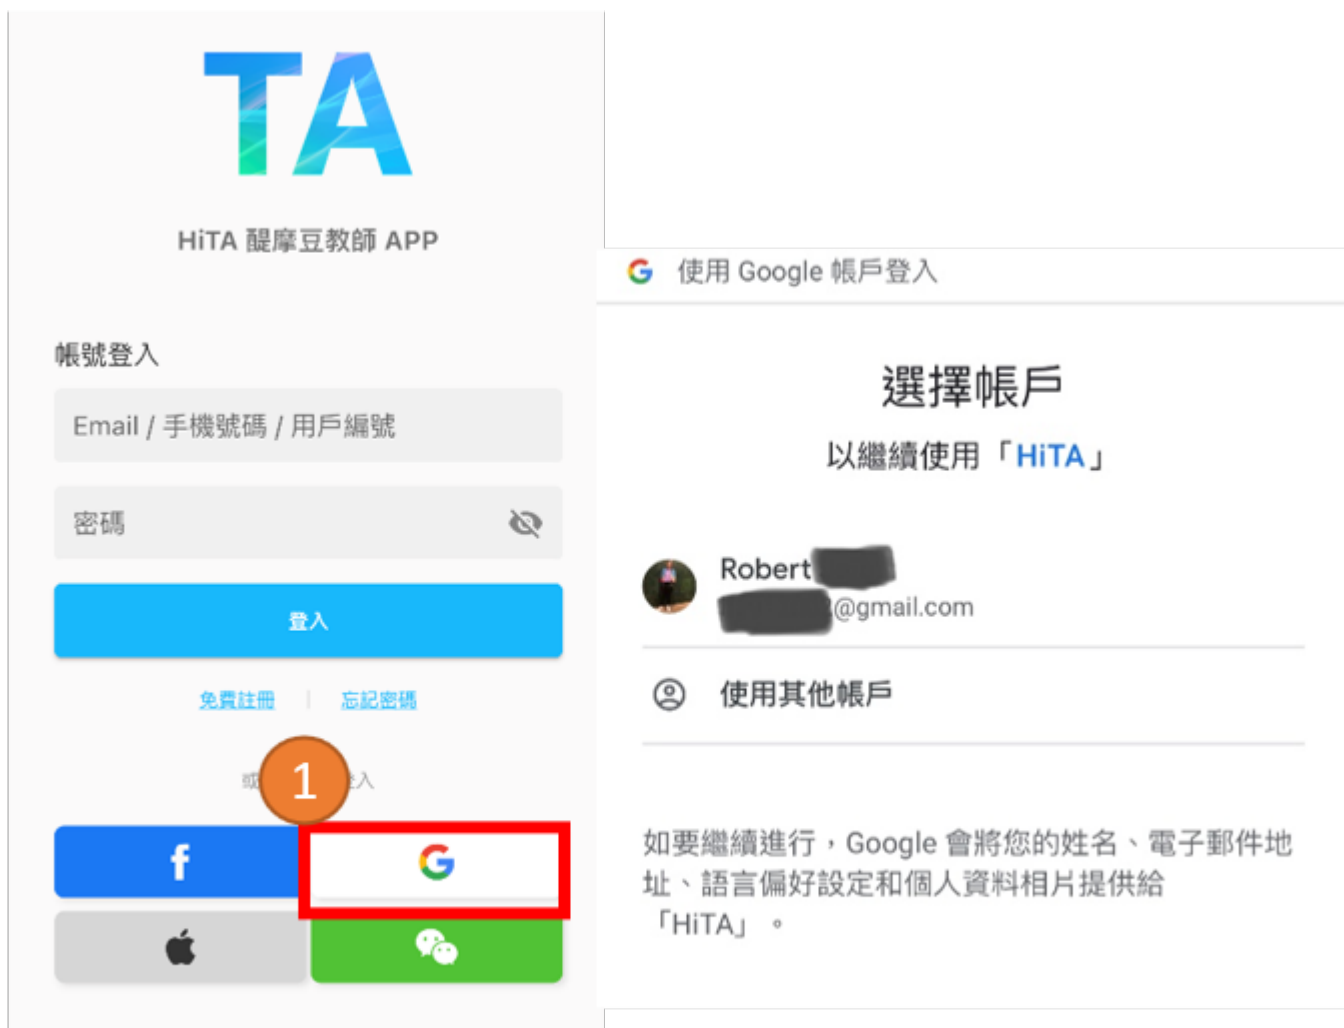 TA
HiTA 醍摩豆教師 APP
帳號登入
Email / 手機號碼 / 用戶編號
密碼
登入
免費註冊 | 忘記密碼
或 登入
1
f
使用 Google 帳戶登入
選擇帳戶
以繼續使用「HiTA」
Robert
@gmail.com
使用其他帳戶
如要繼續進行，Google 會將您的姓名、電子郵件地
址、語言偏好設定和個人資料相片提供給
「HiTA」。